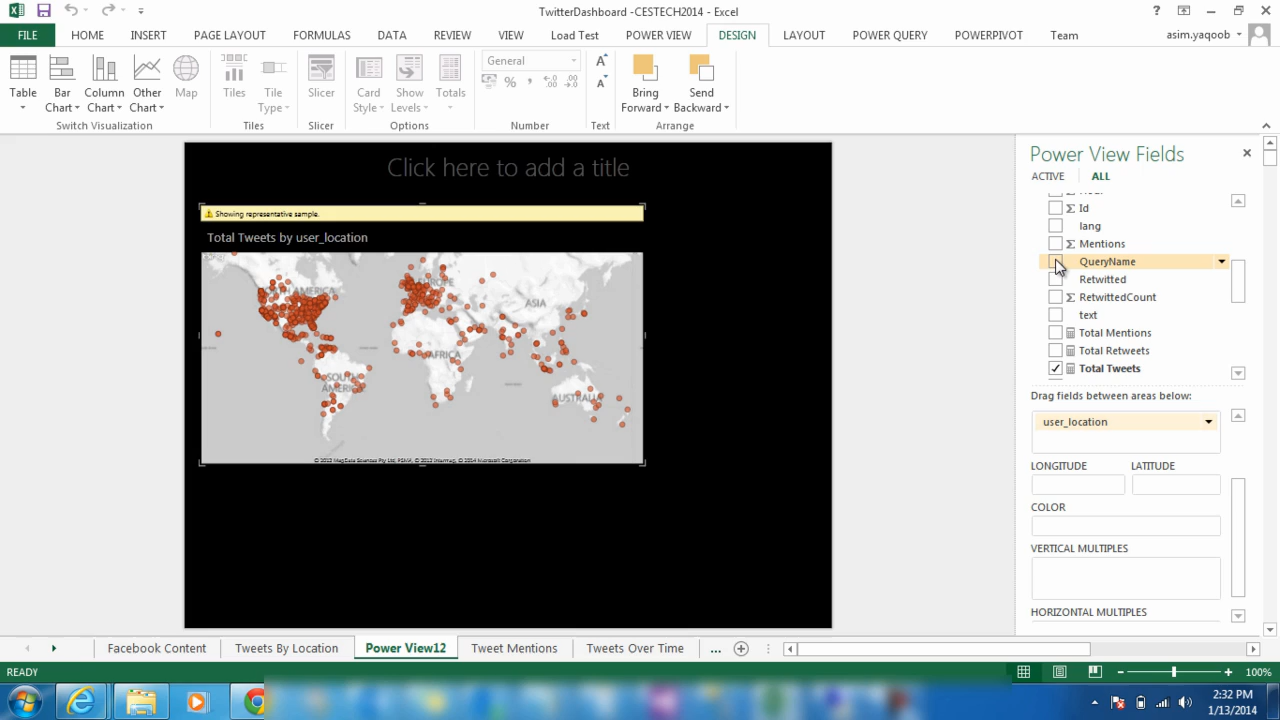 TwitterDashboard -CESTECH2014 - Excel
FILE HOME INSERT PAGE LAYOUT FORMULAS DATA REVIEW VIEW Load Test POWER VIEW DESIGN LAYOUT POWER QUERY POWERPIVOT Team asim.yaqoob
Table Bar Chart Column Chart Other Chart Map
Switch Visualization
Tiles Tile Type
Tiles
Slicer
Slicer
Card Style Show Levels Totals
Options
General
%
Number
A A
Text
Bring Forward Send Backward
Arrange
Click here to add a title
Showing representative sample.
Total Tweets by user_location
NORTH AMERICA
EUROPE
ASIA
AFRICA
SOUTH AMERICA
AUSTRALIA
Power View Fields
ACTIVE ALL
Id
lang
Mentions
QueryName
Retwitted
RetwittedCount
text
Total Mentions
Total Retweets
Total Tweets
Drag fields between areas below:
user_location
LONGITUDE LATITUDE
COLOR
VERTICAL MULTIPLES
HORIZONTAL MULTIPLES
Facebook Content Tweets By Location Power View12 Tweet Mentions Tweets Over Time ...
READY 100%
2:32 PM
1/13/2014